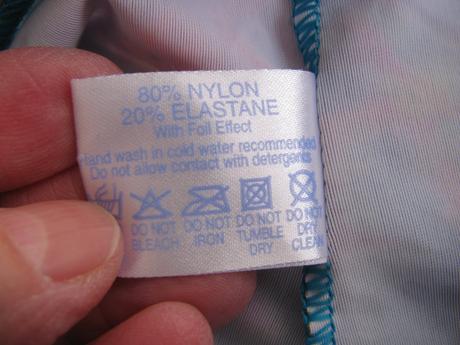 80% NYLON
20% ELASTANE
With Foil Effect
Hand wash in cold water recommended
Do not allow contact with detergents
DO NOT BLEACH
DO NOT IRON
DO NOT TUMBLE DRY
DO NOT DRY CLEAN